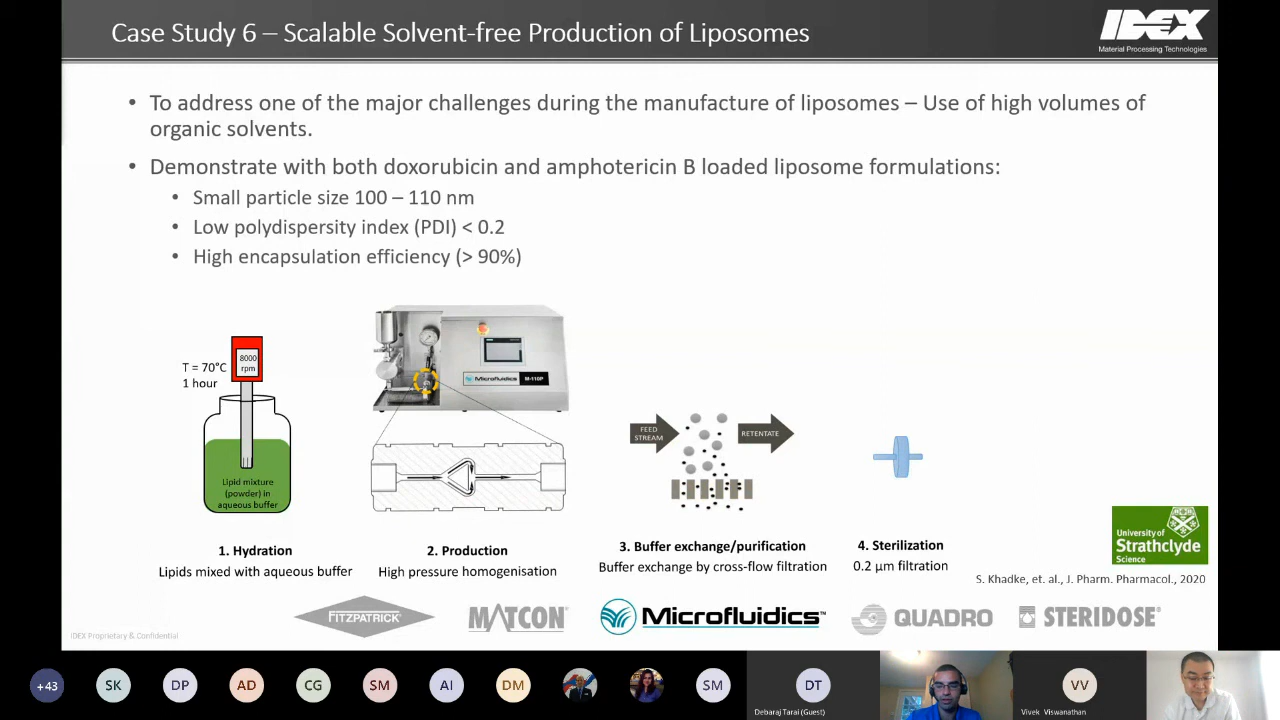 Case Study 6 – Scalable Solvent-free Production of Liposomes
IDEX
Material Processing Technologies
• To address one of the major challenges during the manufacture of liposomes – Use of high volumes of
organic solvents.
• Demonstrate with both doxorubicin and amphotericin B loaded liposome formulations:
• Small particle size 100 – 110 nm
• Low polydispersity index (PDI) < 0.2
• High encapsulation efficiency (> 90%)
T = 70°C
1 hour
8000
rpm
Lipid mixture
(powder) in
aqueous buffer
Microfluidics M-110P
FEED
STREAM
RETENTATE
1. Hydration
Lipids mixed with aqueous buffer
2. Production
High pressure homogenisation
3. Buffer exchange/purification
Buffer exchange by cross-flow filtration
4. Sterilization
0.2 µm filtration
University of
Strathclyde
Science
S. Khadke, et. al., J. Pharm. Pharmacol., 2020
FITZPATRICK
MATCON
Microfluidics™
QUADRO
STERIDOSE
IDEX Proprietary & Confidential
+43
SK
DP
AD
CG
SM
AI
DM
SM
DT
Debaraj Tarai (Guest)
VV
Vivek Viswanathan